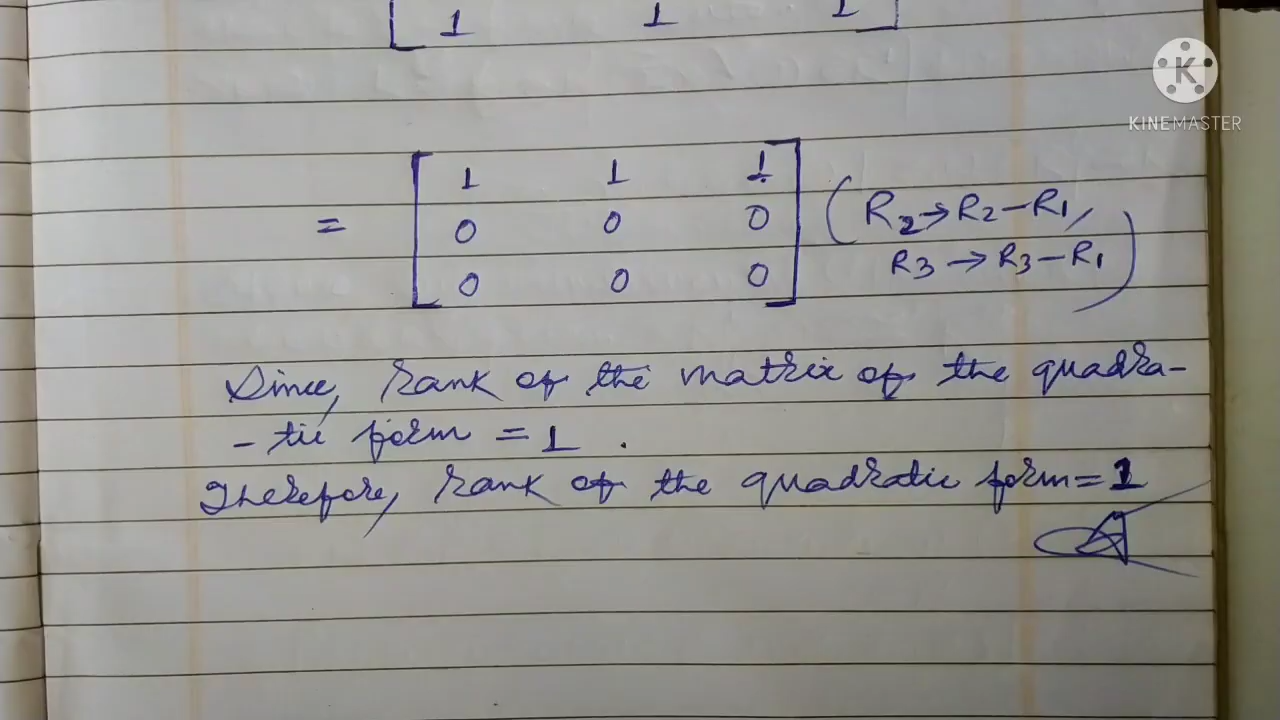 1 1 1
K
KINEMASTER
= [ 1 1 1
0 0 0
0 0 0 ]
(R2→R2-R1,
R3→R3-R1)
Since, rank of the matrix of the quadra-
-tic form = 1 .
Therefore, rank of the quadratic form = 1